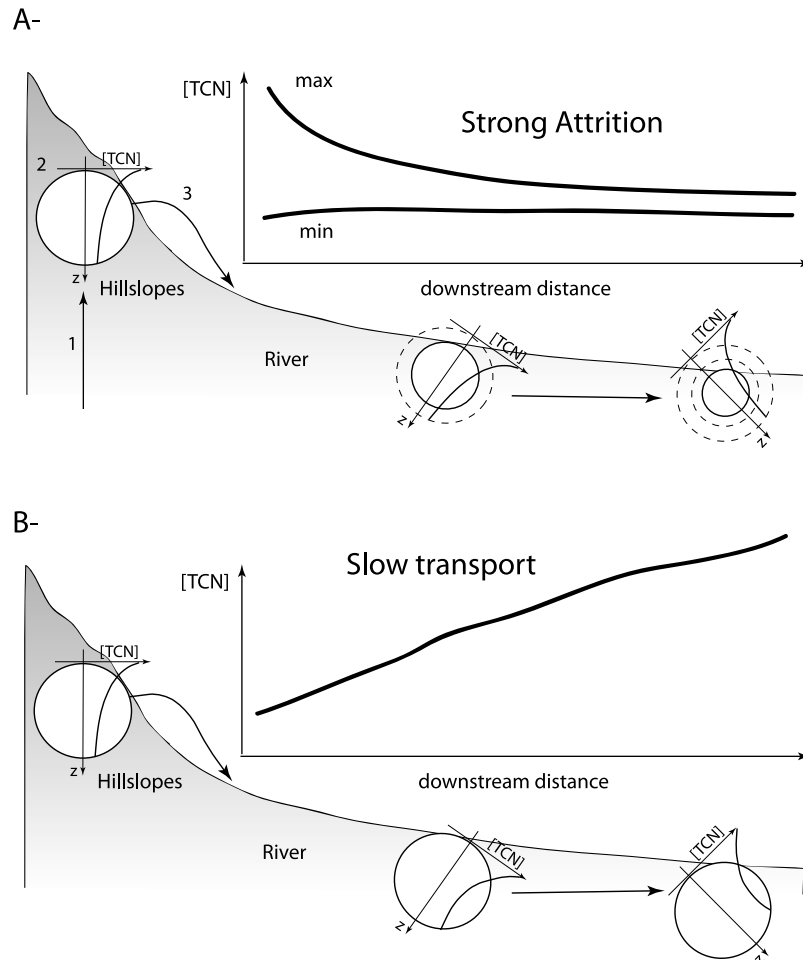 A-
[TCN]
max
Strong Attrition
2
[TCN]
3
min
z
Hillslopes
downstream distance
1
River
[TCN]
z
[TCN]
z
B-
Slow transport
[TCN]
[TCN]
z
Hillslopes
downstream distance
River
[TCN]
z
[TCN]
z